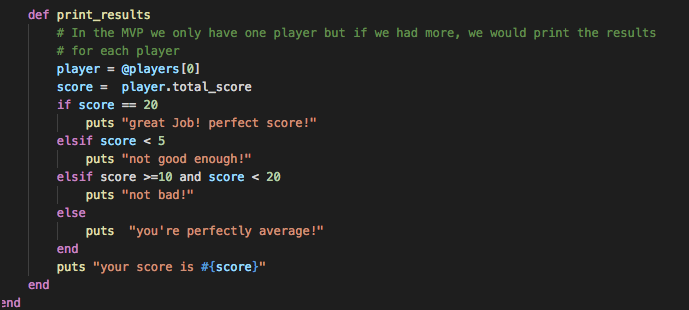 def print_results
# In the MVP we only have one player but if we had more, we would print the results
# for each player
player = @players[0]
score =  player.total_score
if score == 20
puts "great Job! perfect score!"
elsif score < 5
puts "not good enough!"
elsif score >=10 and score < 20
puts "not bad!"
else
puts  "you're perfectly average!"
end
puts "your score is #{score}"
end
end